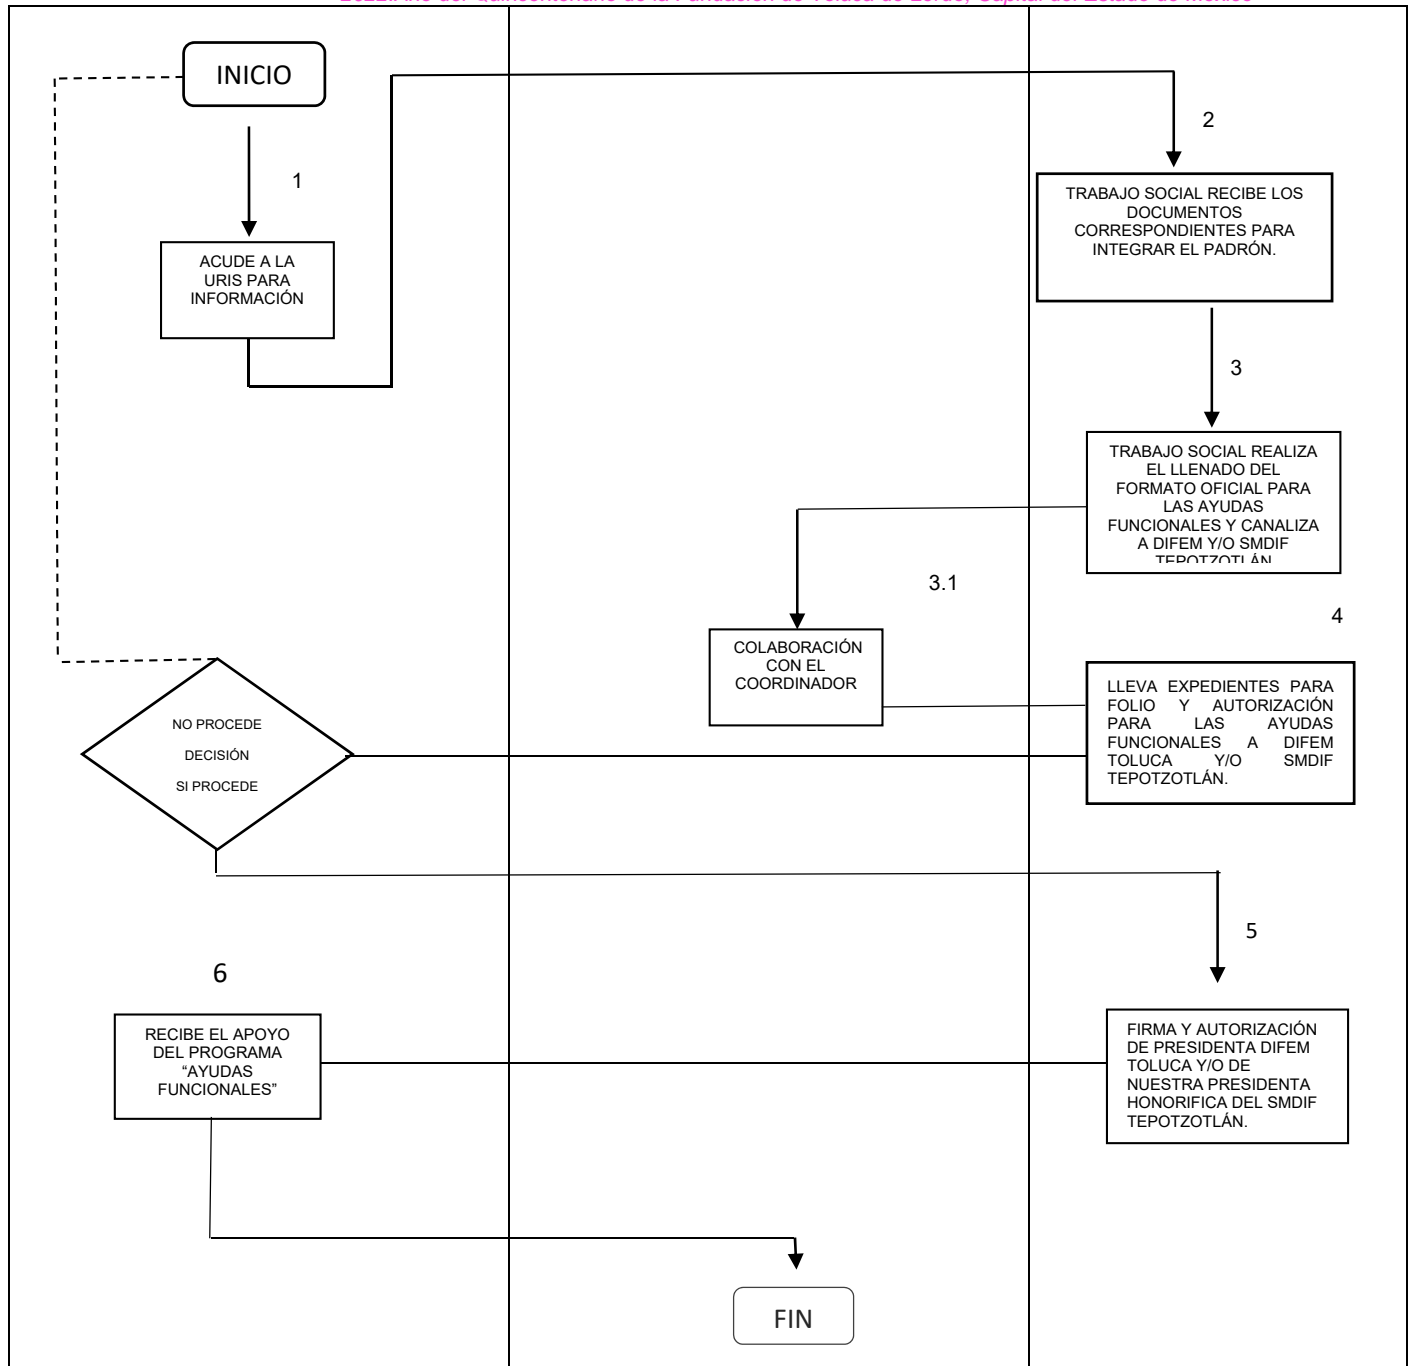 INICIO
1
ACUDE A LA
URIS PARA
INFORMACIÓN
2
TRABAJO SOCIAL RECIBE LOS
DOCUMENTOS
CORRESPONDIENTES PARA
INTEGRAR EL PADRÓN.
3
TRABAJO SOCIAL REALIZA
EL LLENADO DEL
FORMATO OFICIAL PARA
LAS AYUDAS
FUNCIONALES Y CANALIZA
A DIFEM Y/O SMDIF
TEPOTZOTLÁN
3.1
COLABORACIÓN
CON EL
COORDINADOR
4
LLEVA EXPEDIENTES PARA
FOLIO Y AUTORIZACIÓN
PARA LAS AYUDAS
FUNCIONALES A DIFEM
TOLUCA Y/O SMDIF
TEPOTZOTLÁN.
NO PROCEDE
DECISIÓN
SI PROCEDE
5
FIRMA Y AUTORIZACIÓN
DE PRESIDENTA DIFEM
TOLUCA Y/O DE
NUESTRA PRESIDENTA
HONORIFICA DEL SMDIF
TEPOTZOTLÁN.
6
RECIBE EL APOYO
DEL PROGRAMA
“AYUDAS
FUNCIONALES”
FIN